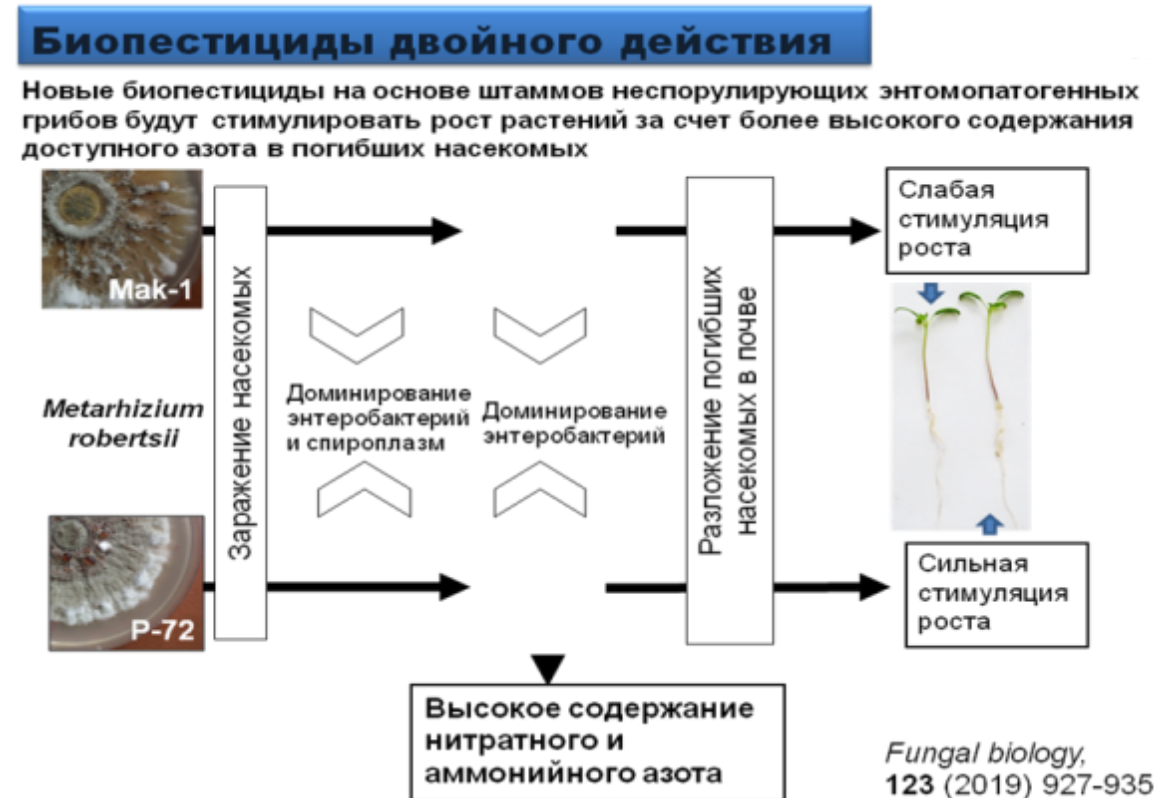 Биопестициды двойного действия
Новые биопестициды на основе штаммов неспорулирующих энтомопатогенных
грибов будут стимулировать рост растений за счет более высокого содержания
доступного азота в погибших насекомых
Mak-1
Metarhizium
robertsii
P-72
Заражение насекомых
Доминирование
энтеробактерий
и спироплазм
Доминирование
энтеробактерий
Разложение погибших
насекомых в почве
Слабая
стимуляция
роста
Сильная
стимуляция
роста
Высокое содержание
нитратного и
аммонийного азота
Fungal biology,
123 (2019) 927-935